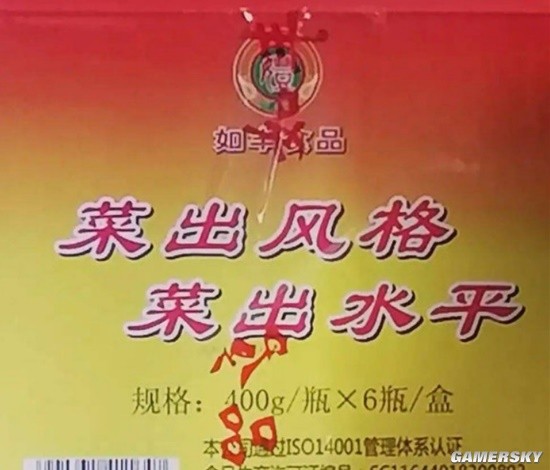 如丰食品
菜出风格
菜出水平
规格：400g/瓶×6瓶/盒
本公司通过ISO14001管理体系认证
GAMERSKY